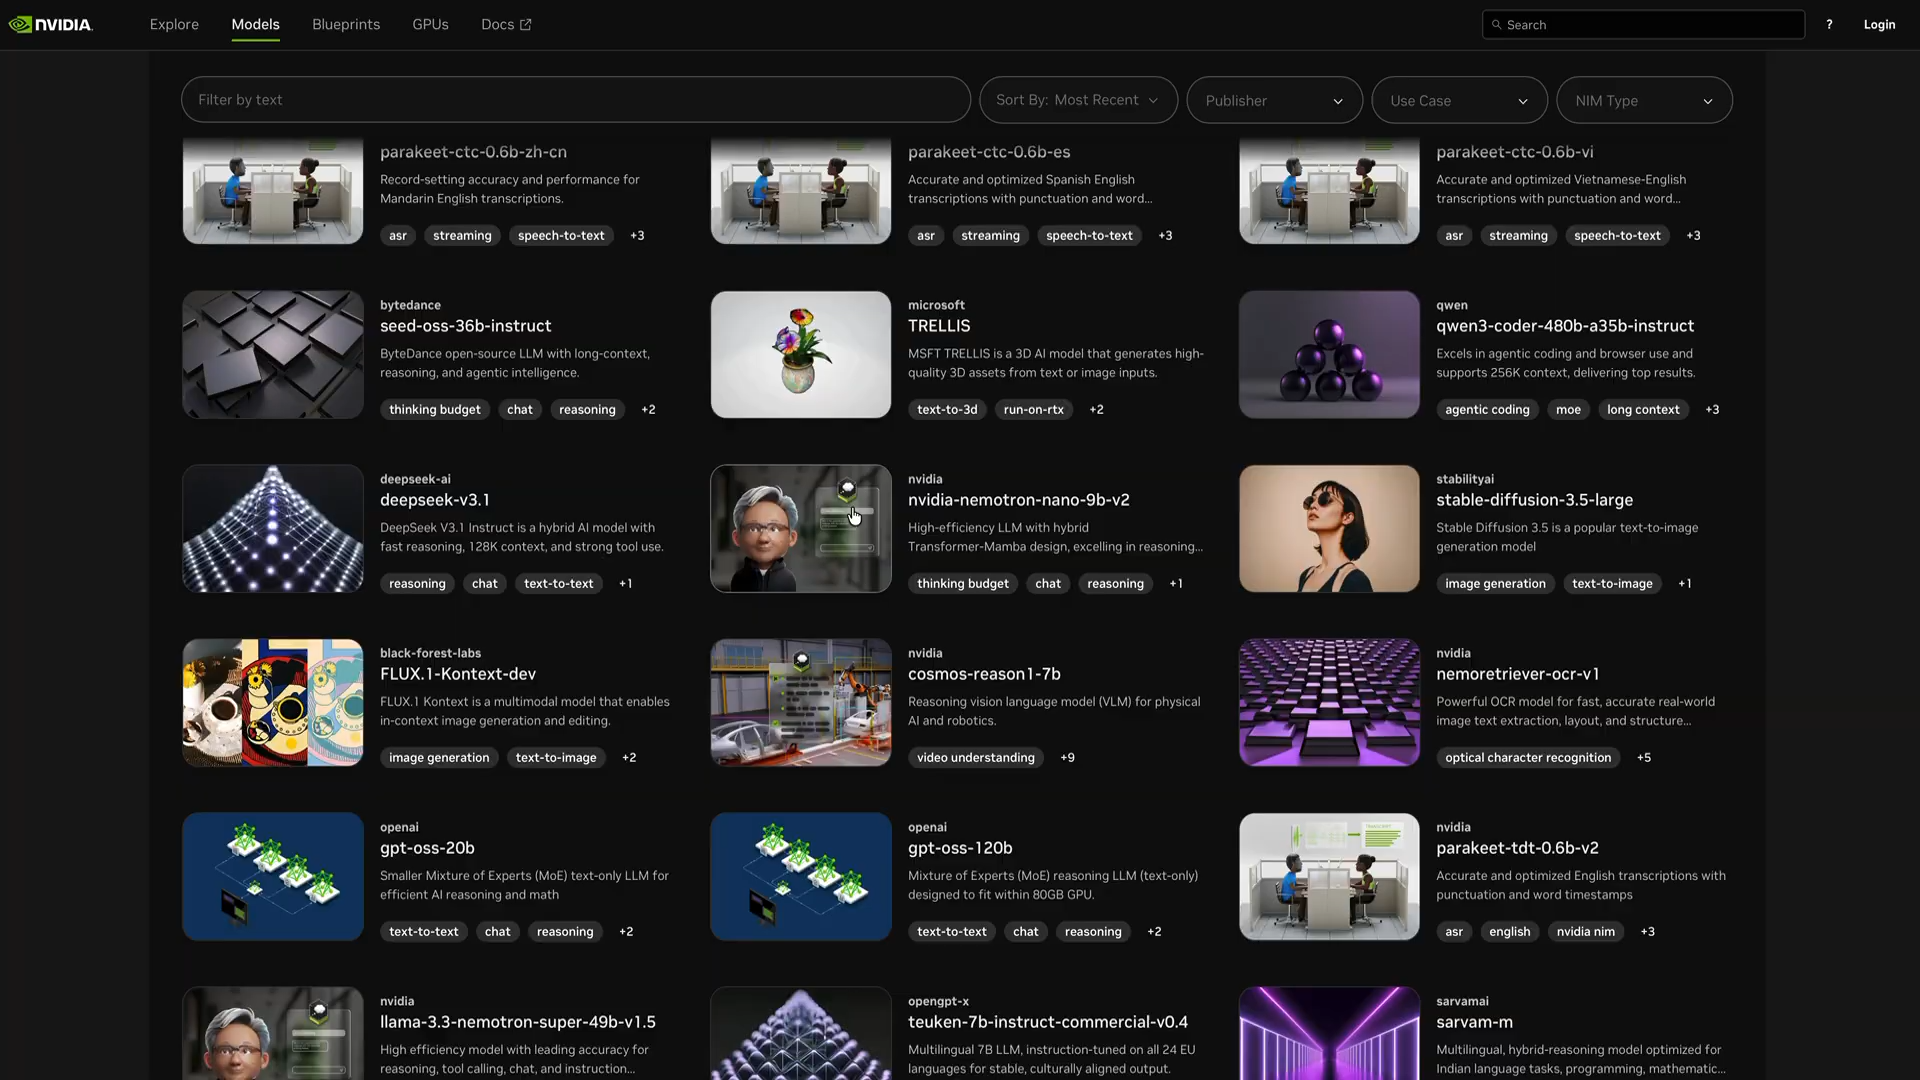 NVIDIA
Explore
Models
Blueprints
GPUs
Docs
Search
?
Login
Filter by text
Sort By: Most Recent
Publisher
Use Case
NIM Type
parakeet-ctc-0.6b-zh-cn
Record-setting accuracy and performance for
Mandarin English transcriptions.
asr
streaming
speech-to-text
+3
parakeet-ctc-0.6b-es
Accurate and optimized Spanish English
transcriptions with punctuation and word...
asr
streaming
speech-to-text
+3
parakeet-ctc-0.6b-vi
Accurate and optimized Vietnamese-English
transcriptions with punctuation and word...
asr
streaming
speech-to-text
+3
bytedance
seed-oss-36b-instruct
ByteDance open-source LLM with long-context,
reasoning, and agentic intelligence.
thinking budget
chat
reasoning
+2
microsoft
TRELLIS
MSFT TRELLIS is a 3D AI model that generates high-
quality 3D assets from text or image inputs.
text-to-3d
run-on-rtx
+2
qwen
qwen3-coder-480b-a35b-instruct
Excels in agentic coding and browser use and
supports 256K context, delivering top results.
agentic coding
moe
long context
+3
deepseek-ai
deepseek-v3.1
DeepSeek V3.1 Instruct is a hybrid AI model with
fast reasoning, 128K context, and strong tool use.
reasoning
chat
text-to-text
+1
nvidia
nvidia-nemotron-nano-9b-v2
High-efficiency LLM with hybrid
Transformer-Mamba design, excelling in reasoning...
thinking budget
chat
reasoning
+1
stabilityai
stable-diffusion-3.5-large
Stable Diffusion 3.5 is a popular text-to-image
generation model
image generation
text-to-image
+1
black-forest-labs
FLUX.1-Kontext-dev
FLUX.1 Kontext is a multimodal model that enables
in-context image generation and editing.
image generation
text-to-image
+2
nvidia
cosmos-reason1-7b
Reasoning vision language model (VLM) for physical
AI and robotics.
video understanding
+9
nvidia
nemoretriever-ocr-v1
Powerful OCR model for fast, accurate real-world
image text extraction, layout, and structure...
optical character recognition
+5
openai
gpt-oss-20b
Smaller Mixture of Experts (MoE) text-only LLM for
efficient AI reasoning and math
text-to-text
chat
reasoning
+2
openai
gpt-oss-120b
Mixture of Experts (MoE) reasoning LLM (text-only)
designed to fit within 80GB GPU.
text-to-text
chat
reasoning
+2
nvidia
parakeet-tdt-0.6b-v2
Accurate and optimized English transcriptions with
punctuation and word timestamps
asr
english
nvidia nim
+3
nvidia
llama-3.3-nemotron-super-49b-v1.5
High efficiency model with leading accuracy for
reasoning, tool calling, chat, and instruction...
opengpt-x
teuken-7b-instruct-commercial-v0.4
Multilingual 7B LLM, instruction-tuned on all 24 EU
languages for stable, culturally aligned output.
sarvamai
sarvam-m
Multilingual, hybrid-reasoning model optimized for
Indian language tasks, programming, mathematic...